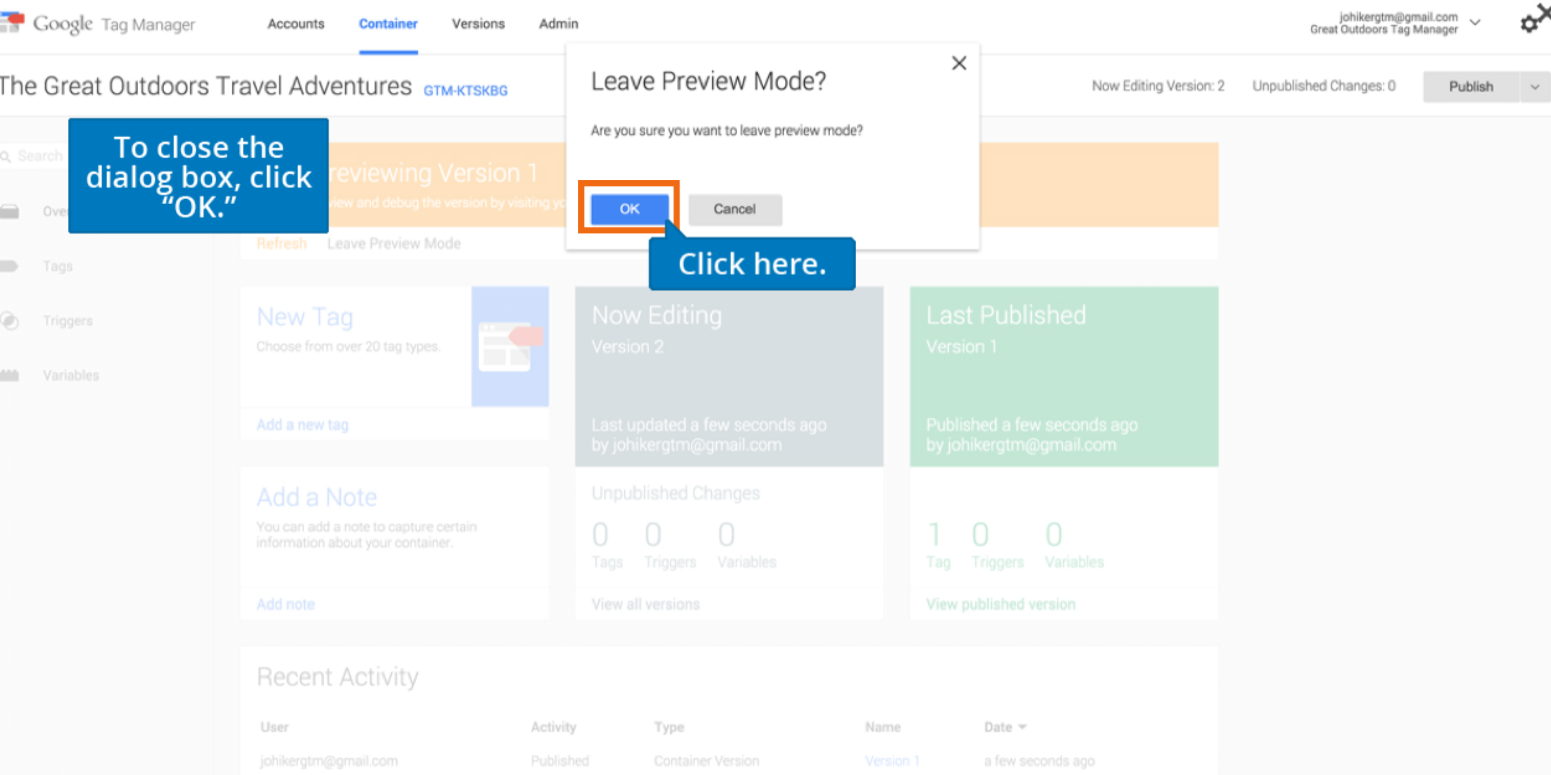 Google Tag Manager
Accounts Container Versions Admin
johikergtm@gmail.com
Great Outdoors Tag Manager
The Great Outdoors Travel Adventures GTM-KTSKBG
Now Editing Version: 2 Unpublished Changes: 0 Publish
Leave Preview Mode?
Are you sure you want to leave preview mode?
OK Cancel
Click here.
To close the
dialog box, click
“OK.”
Search
Tags
Triggers
Variables
reviewing Version 1
view and debug the version by visiting
Refresh Leave Preview Mode
New Tag
Choose from over 20 tag types.
Add a new tag
Now Editing
Version 2
Last updated a few seconds ago
by johikergtm@gmail.com
Last Published
Version 1
Published a few seconds ago
by johikergtm@gmail.com
Add a Note
You can add a note to capture certain
information about your container.
Add note
Unpublished Changes
0 0 0
Tags Triggers Variables
View all versions
1 0 0
Tag Triggers Variables
View published version
Recent Activity
User Activity Type Name Date
johikergtm@gmail.com Published Container Version Version 1 a few seconds ago